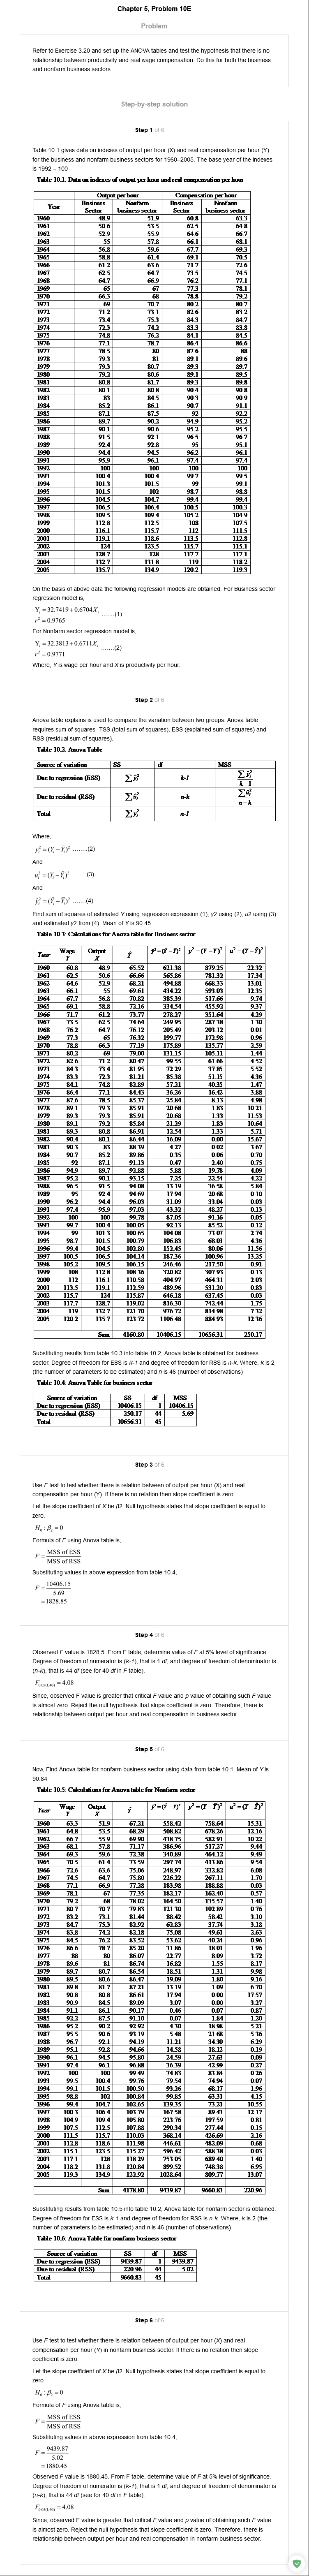 Chapter 5, Problem 10E
Problem
Refer to Exercise 3.20 and set up the ANOVA tables and test the hypothesis that there is no
relationship between productivity and real wage compensation. Do this for both the business
and nonfarm business sectors.
Step-by-step solution
Step 1 of 6
Table 10.1 gives data on indexes of output per hour (X) and real compensation per hour (Y)
for the business and nonfarm business sectors for 1960–2005. The base year of the indexes
is 1992 = 100
Table 10.1: Data on indexes of output per hour and real compensation per hour
Year Output per hour Compensation per hour
Business Sector Nonfarm business sector Business Sector Nonfarm business sector
1960 48.9 51.9 60.8 63.3
1961 50.6 53.5 62.5 64.8
1962 52.9 55.9 64.6 66.7
1963 55 57.8 66.1 68.1
1964 56.8 59.6 67.7 69.3
1965 58.8 61.4 69.1 70.5
1966 61.2 63.6 71.7 72.6
1967 62.5 64.7 73.5 74.5
1968 64.7 66.9 76.2 77.1
1969 65 67 77.3 78.1
1970 66.3 68 78.8 79.2
1971 69 70.7 80.2 80.7
1972 71.2 73.1 82.6 83.2
1973 73.4 75.3 84.3 84.7
1974 72.3 74.2 83.3 83.8
1975 74.8 76.2 84.1 84.5
1976 77.1 78.7 86.4 86.6
1977 78.5 80 87.6 88
1978 79.3 81 89.1 89.6
1979 79.3 80.7 89.3 89.7
1980 79.2 80.6 89.1 89.5
1981 80.8 81.7 89.3 89.8
1982 80.1 80.8 90.4 90.8
1983 83 84.5 90.3 90.9
1984 85.2 86.1 90.7 91.1
1985 87.1 87.5 92 92.2
1986 89.7 90.2 94.9 95.2
1987 90.1 90.6 95.2 95.5
1988 91.5 92.1 96.5 96.7
1989 92.4 92.8 95 95.1
1990 94.4 94.5 96.2 96.1
1991 95.9 96.1 97.4 97.4
1992 100 100 100 100
1993 100.4 100.4 99.7 99.5
1994 101.3 101.5 99 99.1
1995 101.5 102 98.7 98.8
1996 104.5 104.7 99.4 99.4
1997 106.5 106.4 100.5 100.3
1998 109.5 109.4 105.2 104.9
1999 112.8 112.5 108 107.5
2000 116.1 115.7 112 111.5
2001 119.1 118.6 113.5 112.8
2002 124 123.5 115.7 115.1
2003 128.7 128 117.7 117.1
2004 132.7 131.8 119 118.2
2005 135.7 134.9 120.2 119.3
On the basis of above data the following regression models are obtained. For Business sector
regression model is,
Yᵢ = 32.7419+0.6704Xᵢ ......(1)
r² = 0.9765
For Nonfarm sector regression model is,
Yᵢ = 32.3813+0.6711Xᵢ ......(2)
r² = 0.9771
Where, Y is wage per hour and X is productivity per hour.
Step 2 of 6
Anova table explains is used to compare the variation between two groups. Anova table
requires sum of squares- TSS (total sum of squares), ESS (explained sum of squares) and
RSS (residual sum of squares).
Table 10.2: Anova Table
Source of variation SS df MSS
Due to regression (ESS) ∑ŷᵢ² k-1 ∑ŷᵢ² / k−1
Due to residual (RSS) ∑ûᵢ² n-k ∑ûᵢ² / n−k
Total ∑yᵢ² n-1
Where,
yᵢ² = (Yᵢ − Ȳᵢ)² .......(2)
And
uᵢ² = (Yᵢ − Ŷᵢ)² .......(3)
And
ŷᵢ² = (Ŷᵢ − Ȳᵢ)² .......(4)
Find sum of squares of estimated Y using regression expression (1), y2 using (2), u2 using (3)
and estimated y2 from (4). Mean of Y is 90.45
Table 10.3: Calculations for Anova table for Business sector
Year Wage Y Output X Ŷ ŷ² = (Ŷ − Ȳ)² y² = (Y − Ȳ)² u² = (Y − Ŷ)²
1960 60.8 48.9 65.52 621.38 879.25 22.32
1961 62.5 50.6 66.66 565.86 781.32 17.34
1962 64.6 52.9 68.21 494.88 668.33 13.01
1963 66.1 55 69.61 434.22 593.03 12.35
1964 67.7 56.8 70.82 385.39 517.66 9.74
1965 69.1 58.8 72.16 334.54 455.92 9.37
1966 71.7 61.2 73.77 278.27 351.64 4.29
1967 73.5 62.5 74.64 249.95 287.38 1.30
1968 76.2 64.7 76.12 205.49 203.12 0.01
1969 77.3 65 76.32 199.77 172.98 0.96
1970 78.8 66.3 77.19 175.89 135.77 2.59
1971 80.2 69 79.00 131.15 105.11 1.44
1972 82.6 71.2 80.47 99.55 61.66 4.52
1973 84.3 73.4 81.95 72.29 37.85 5.52
1974 83.3 72.3 81.21 85.38 51.15 4.36
1975 84.1 74.8 82.89 57.21 40.35 1.47
1976 86.4 77.1 84.43 36.26 16.42 3.88
1977 87.6 78.5 85.37 25.84 8.13 4.98
1978 89.1 79.3 85.91 20.68 1.83 10.21
1979 89.3 79.3 85.91 20.68 1.33 11.53
1980 89.1 79.2 85.84 21.29 1.83 10.64
1981 89.3 80.8 86.91 12.54 1.33 5.71
1982 90.4 80.1 86.44 16.09 0.00 15.67
1983 90.3 83 88.39 4.27 0.02 3.67
1984 90.7 85.2 89.86 0.35 0.06 0.70
1985 92 87.1 91.13 0.47 2.40 0.75
1986 94.9 89.7 92.88 5.88 19.78 4.09
1987 95.2 90.1 93.15 7.25 22.54 4.22
1988 96.5 91.5 94.08 13.19 36.58 5.84
1989 95 92.4 94.69 17.94 20.68 0.10
1990 96.2 94.4 96.03 31.09 33.04 0.03
1991 97.4 95.9 97.03 43.32 48.27 0.13
1992 100 100 99.78 87.05 91.16 0.05
1993 99.7 100.4 100.05 92.13 85.52 0.12
1994 99 101.3 100.65 104.08 73.07 2.74
1995 98.7 101.5 100.79 106.83 68.03 4.36
1996 99.4 104.5 102.80 152.45 80.06 11.56
1997 100.5 106.5 104.14 187.36 100.96 13.25
1998 105.2 109.5 106.15 246.46 217.50 0.91
1999 108 112.8 108.36 320.82 307.93 0.13
2000 112 116.1 110.58 404.97 464.31 2.03
2001 113.5 119.1 112.59 489.96 531.20 0.83
2002 115.7 124 115.87 646.18 637.45 0.03
2003 117.7 128.7 119.02 816.30 742.44 1.75
2004 119 132.7 121.70 976.72 814.98 7.32
2005 120.2 135.7 123.72 1106.48 884.93 12.36
Sum 4160.80 10406.15 10656.31 250.17
Substituting results from table 10.3 into table 10.2, Anova table is obtained for business
sector. Degree of freedom for ESS is k-1 and degree of freedom for RSS is n-k. Where, k is 2
(the number of parameters to be estimated) and n is 46 (number of observations)
Table 10.4: Anova Table for business sector
Source of variation SS df MSS
Due to regression (ESS) 10406.15 1 10406.15
Due to residual (RSS) 250.17 44 5.69
Total 10656.31 45
Step 3 of 6
Use F test to test whether there is relation between of output per hour (X) and real
compensation per hour (Y). If there is no relation then slope coefficient is zero.
Let the slope coefficient of X be β2. Null hypothesis states that slope coefficient is equal to
zero.
H₀ : β₂ = 0
Formula of F using Anova table is,
F = MSS of ESS / MSS of RSS
Substituting values in above expression from table 10.4,
F = 10406.15 / 5.69
= 1828.85
Step 4 of 6
Observed F value is 1828.5. From F table, determine value of F at 5% level of significance.
Degree of freedom of numerator is (k-1), that is 1 df, and degree of freedom of denominator is
(n-k), that is 44 df (see for 40 df in F table).
F₀.₀₅(₁,₄₀) = 4.08
Since, observed F value is greater that critical F value and p value of obtaining such F value
is almost zero. Reject the null hypothesis that slope coefficient is zero. Therefore, there is
relationship between output per hour and real compensation in business sector.
Step 5 of 6
Now, Find Anova table for nonfarm business sector using data from table 10.1. Mean of Y is
90.84
Table 10.5: Calculations for Anova table for Nonfarm sector
Year Wage Y Output X Ŷ ŷ² = (Ŷ − Ȳ)² y² = (Y − Ȳ)² u² = (Y − Ŷ)²
1960 63.3 51.9 67.21 558.42 758.64 15.31
1961 64.8 53.5 68.29 508.82 678.26 12.16
1962 66.7 55.9 69.90 438.75 582.91 10.22
1963 68.1 57.8 71.17 386.96 517.27 9.44
1964 69.3 59.6 72.38 340.89 464.12 9.49
1965 70.5 61.4 73.59 297.74 413.86 9.54
1966 72.6 63.6 75.06 248.97 332.82 6.08
1967 74.5 64.7 75.80 226.22 267.11 1.70
1968 77.1 66.9 77.28 183.98 188.88 0.03
1969 78.1 67 77.35 182.17 162.40 0.57
1970 79.2 68 78.02 164.50 135.57 1.40
1971 80.7 70.7 79.83 121.30 102.89 0.76
1972 83.2 73.1 81.44 88.42 58.42 3.10
1973 84.7 75.3 82.92 62.83 37.74 3.18
1974 83.8 74.2 82.18 75.08 49.61 2.63
1975 84.5 76.2 83.52 53.62 40.24 0.96
1976 86.6 78.7 85.20 31.86 18.01 1.96
1977 88 80 86.07 22.77 8.09 3.72
1978 89.6 81 86.74 16.82 1.55 8.17
1979 89.7 80.7 86.54 18.51 1.31 9.98
1980 89.5 80.6 86.47 19.09 1.80 9.16
1981 89.8 81.7 87.21 13.19 1.09 6.70
1982 90.8 80.8 86.61 17.94 0.00 17.57
1983 90.9 84.5 89.09 3.07 0.00 3.27
1984 91.1 86.1 90.17 0.46 0.07 0.87
1985 92.2 87.5 91.10 0.07 1.84 1.20
1986 95.2 90.2 92.92 4.30 18.98 5.21
1987 95.5 90.6 93.19 5.48 21.68 5.36
1988 96.7 92.1 94.19 11.21 34.30 6.29
1989 95.1 92.8 94.66 14.58 18.12 0.19
1990 96.1 94.5 95.80 24.59 27.63 0.09
1991 97.4 96.1 96.88 36.39 42.99 0.27
1992 100 100 99.49 74.83 83.84 0.26
1993 99.5 100.4 99.76 79.54 74.94 0.07
1994 99.1 101.5 100.50 93.26 68.17 1.96
1995 98.8 102 100.84 99.85 63.31 4.15
1996 99.4 104.7 102.65 139.35 73.21 10.55
1997 100.3 106.4 103.79 167.58 89.43 12.17
1998 104.9 109.4 105.80 223.76 197.59 0.81
1999 107.5 112.5 107.88 290.34 277.44 0.15
2000 111.5 115.7 110.03 368.14 426.69 2.16
2001 112.8 118.6 111.98 446.61 482.09 0.68
2002 115.1 123.5 115.27 596.42 588.38 0.03
2003 117.1 128 118.29 753.05 689.40 1.40
2004 118.2 131.8 120.84 899.52 748.38 6.95
2005 119.3 134.9 122.92 1028.64 809.77 13.07
Sum 4178.80 9439.87 9660.83 220.96
Substituting results from table 10.5 into table 10.2, Anova table for nonfarm sector is obtained.
Degree of freedom for ESS is k-1 and degree of freedom for RSS is n-k. Where, k is 2 (the
number of parameters to be estimated) and n is 46 (number of observations)
Table 10.6: Anova Table for nonfarm business sector
Source of variation SS df MSS
Due to regression (ESS) 9439.87 1 9439.87
Due to residual (RSS) 220.96 44 5.02
Total 9660.83 45
Step 6 of 6
Use F test to test whether there is relation between of output per hour (X) and real
compensation per hour (Y) in nonfarm business sector. If there is no relation then slope
coefficient is zero.
Let the slope coefficient of X be β2. Null hypothesis states that slope coefficient is equal to
zero.
H₀ : β₂ = 0
Formula of F using Anova table is,
F = MSS of ESS / MSS of RSS
Substituting values in above expression from table 10.4,
F = 9439.87 / 5.02
= 1880.45
Observed F value is 1880.45. From F table, determine value of F at 5% level of significance.
Degree of freedom of numerator is (k-1), that is 1 df, and degree of freedom of denominator is
(n-k), that is 44 df (see for 40 df in F table).
F₀.₀₅(₁,₄₀) = 4.08
Since, observed F value is greater that critical F value and p value of obtaining such F value
is almost zero. Reject the null hypothesis that slope coefficient is zero. Therefore, there is
relationship between output per hour and real compensation in nonfarm business sector.